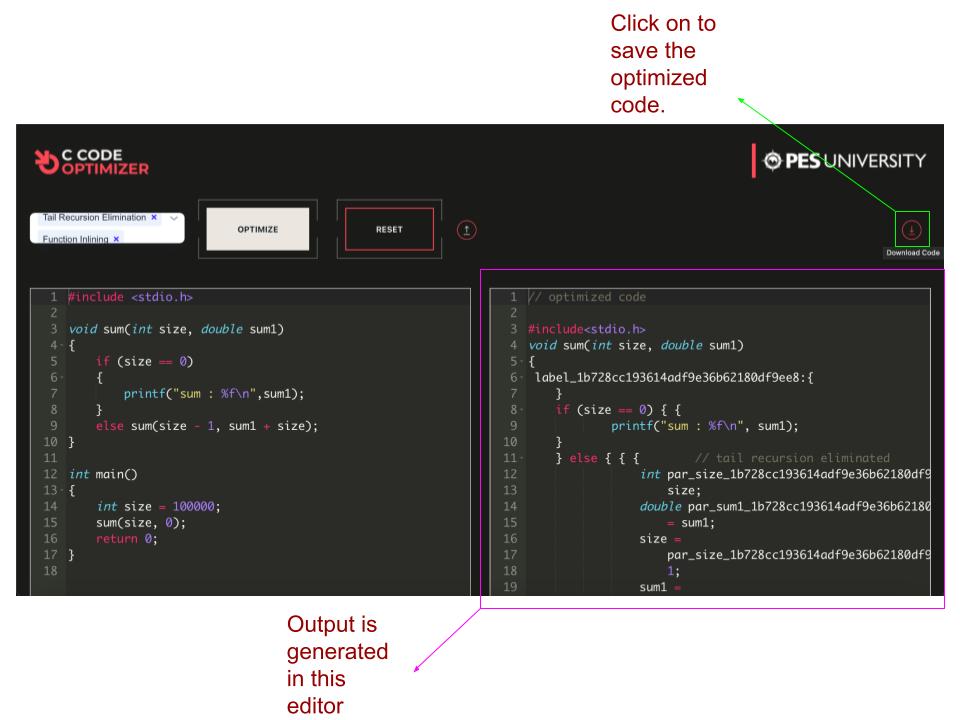 Click on to
save the
optimized
code.
C CODE
OPTIMIZER
PES UNIVERSITY
Tail Recursion Elimination ×
Function Inlining ×
OPTIMIZE
RESET
Download Code
1 #include <stdio.h>
2
3 void sum(int size, double sum1)
4 {
5     if (size == 0)
6     {
7         printf("sum : %f\n",sum1);
8     }
9     else sum(size - 1, sum1 + size);
10 }
11
12 int main()
13 {
14     int size = 100000;
15     sum(size, 0);
16     return 0;
17 }
18
1 // optimized code
2
3 #include<stdio.h>
4 void sum(int size, double sum1)
5 {
6  label_1b728cc193614adf9e36b62180df9ee8:{
7     }
8     if (size == 0) { {
9             printf("sum : %f\n", sum1);
10     }
11     } else { { {        // tail recursion eliminated
12                 int par_size_1b728cc193614adf9e36b62180df9
13                     size;
14                 double par_sum1_1b728cc193614adf9e36b62180
15                     = sum1;
16                 size =
17                     par_size_1b728cc193614adf9e36b62180df9
18                     1;
19                 sum1 =
Output is
generated
in this
editor